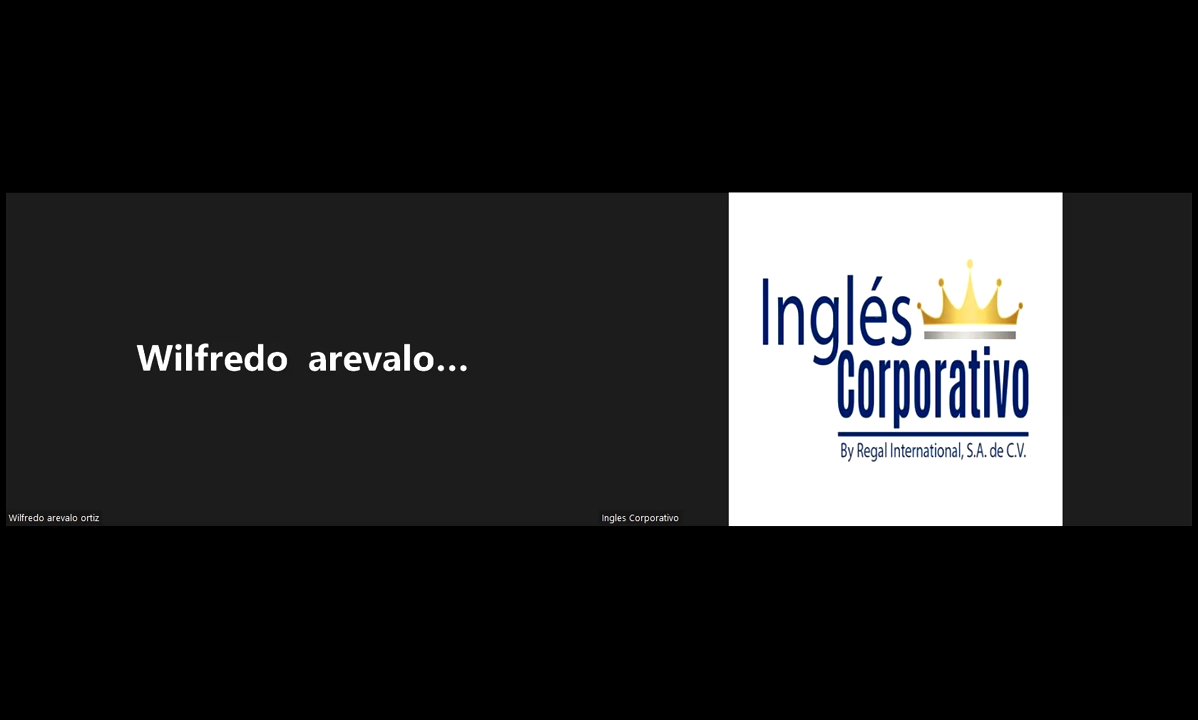 Wilfredo arevalo...
Wilfredo arevalo ortiz
Inglés
Corporativo
By Regal International, S.A. de C.V.
Ingles Corporativo